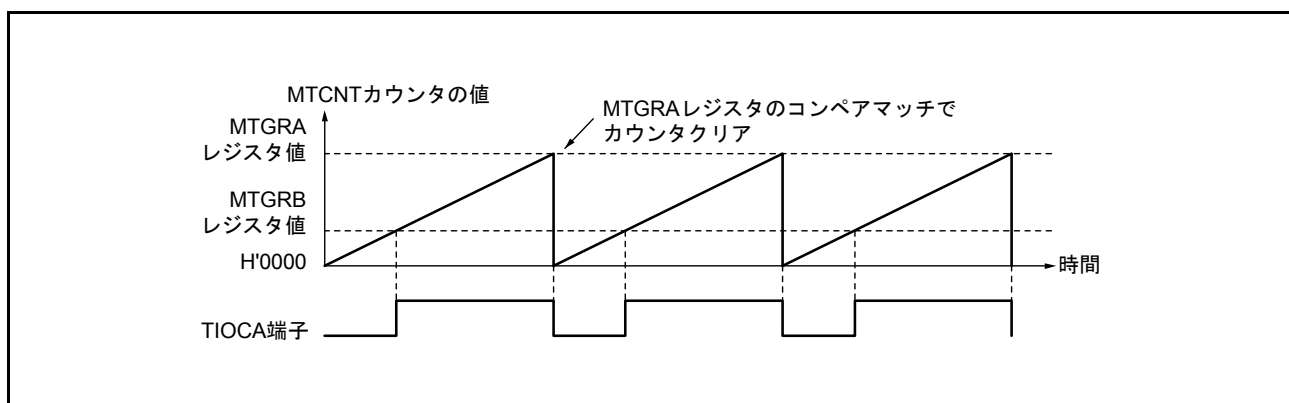 MTCNTカウンタの値
MTGRAレジスタのコンペアマッチで
カウンタクリア
MTGRA
レジスタ値
MTGRB
レジスタ値
H'0000
時間
TIOCA端子